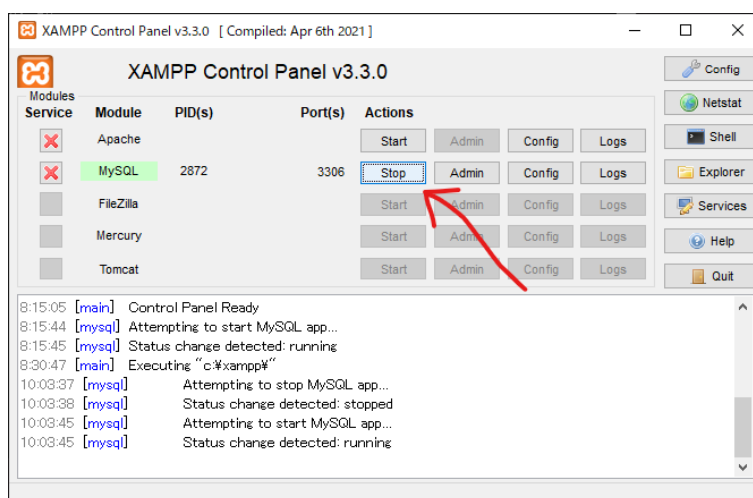 XAMPP Control Panel v3.3.0 [ Compiled: Apr 6th 2021 ]
XAMPP Control Panel v3.3.0
Config
Modules
Service Module PID(s) Port(s) Actions
Netstat
Apache Start Admin Config Logs
Shell
MySQL 2872 3306 Stop Admin Config Logs
Explorer
FileZilla Start Admin Config Logs
Services
Mercury Start Admin Config Logs
Help
Tomcat Start Admin Config Logs
Quit
8:15:05 [main] Control Panel Ready
8:15:44 [mysql] Attempting to start MySQL app...
8:15:45 [mysql] Status change detected: running
8:30:47 [main] Executing "c:¥xampp¥"
10:03:37 [mysql] Attempting to stop MySQL app...
10:03:38 [mysql] Status change detected: stopped
10:03:45 [mysql] Attempting to start MySQL app...
10:03:45 [mysql] Status change detected: running